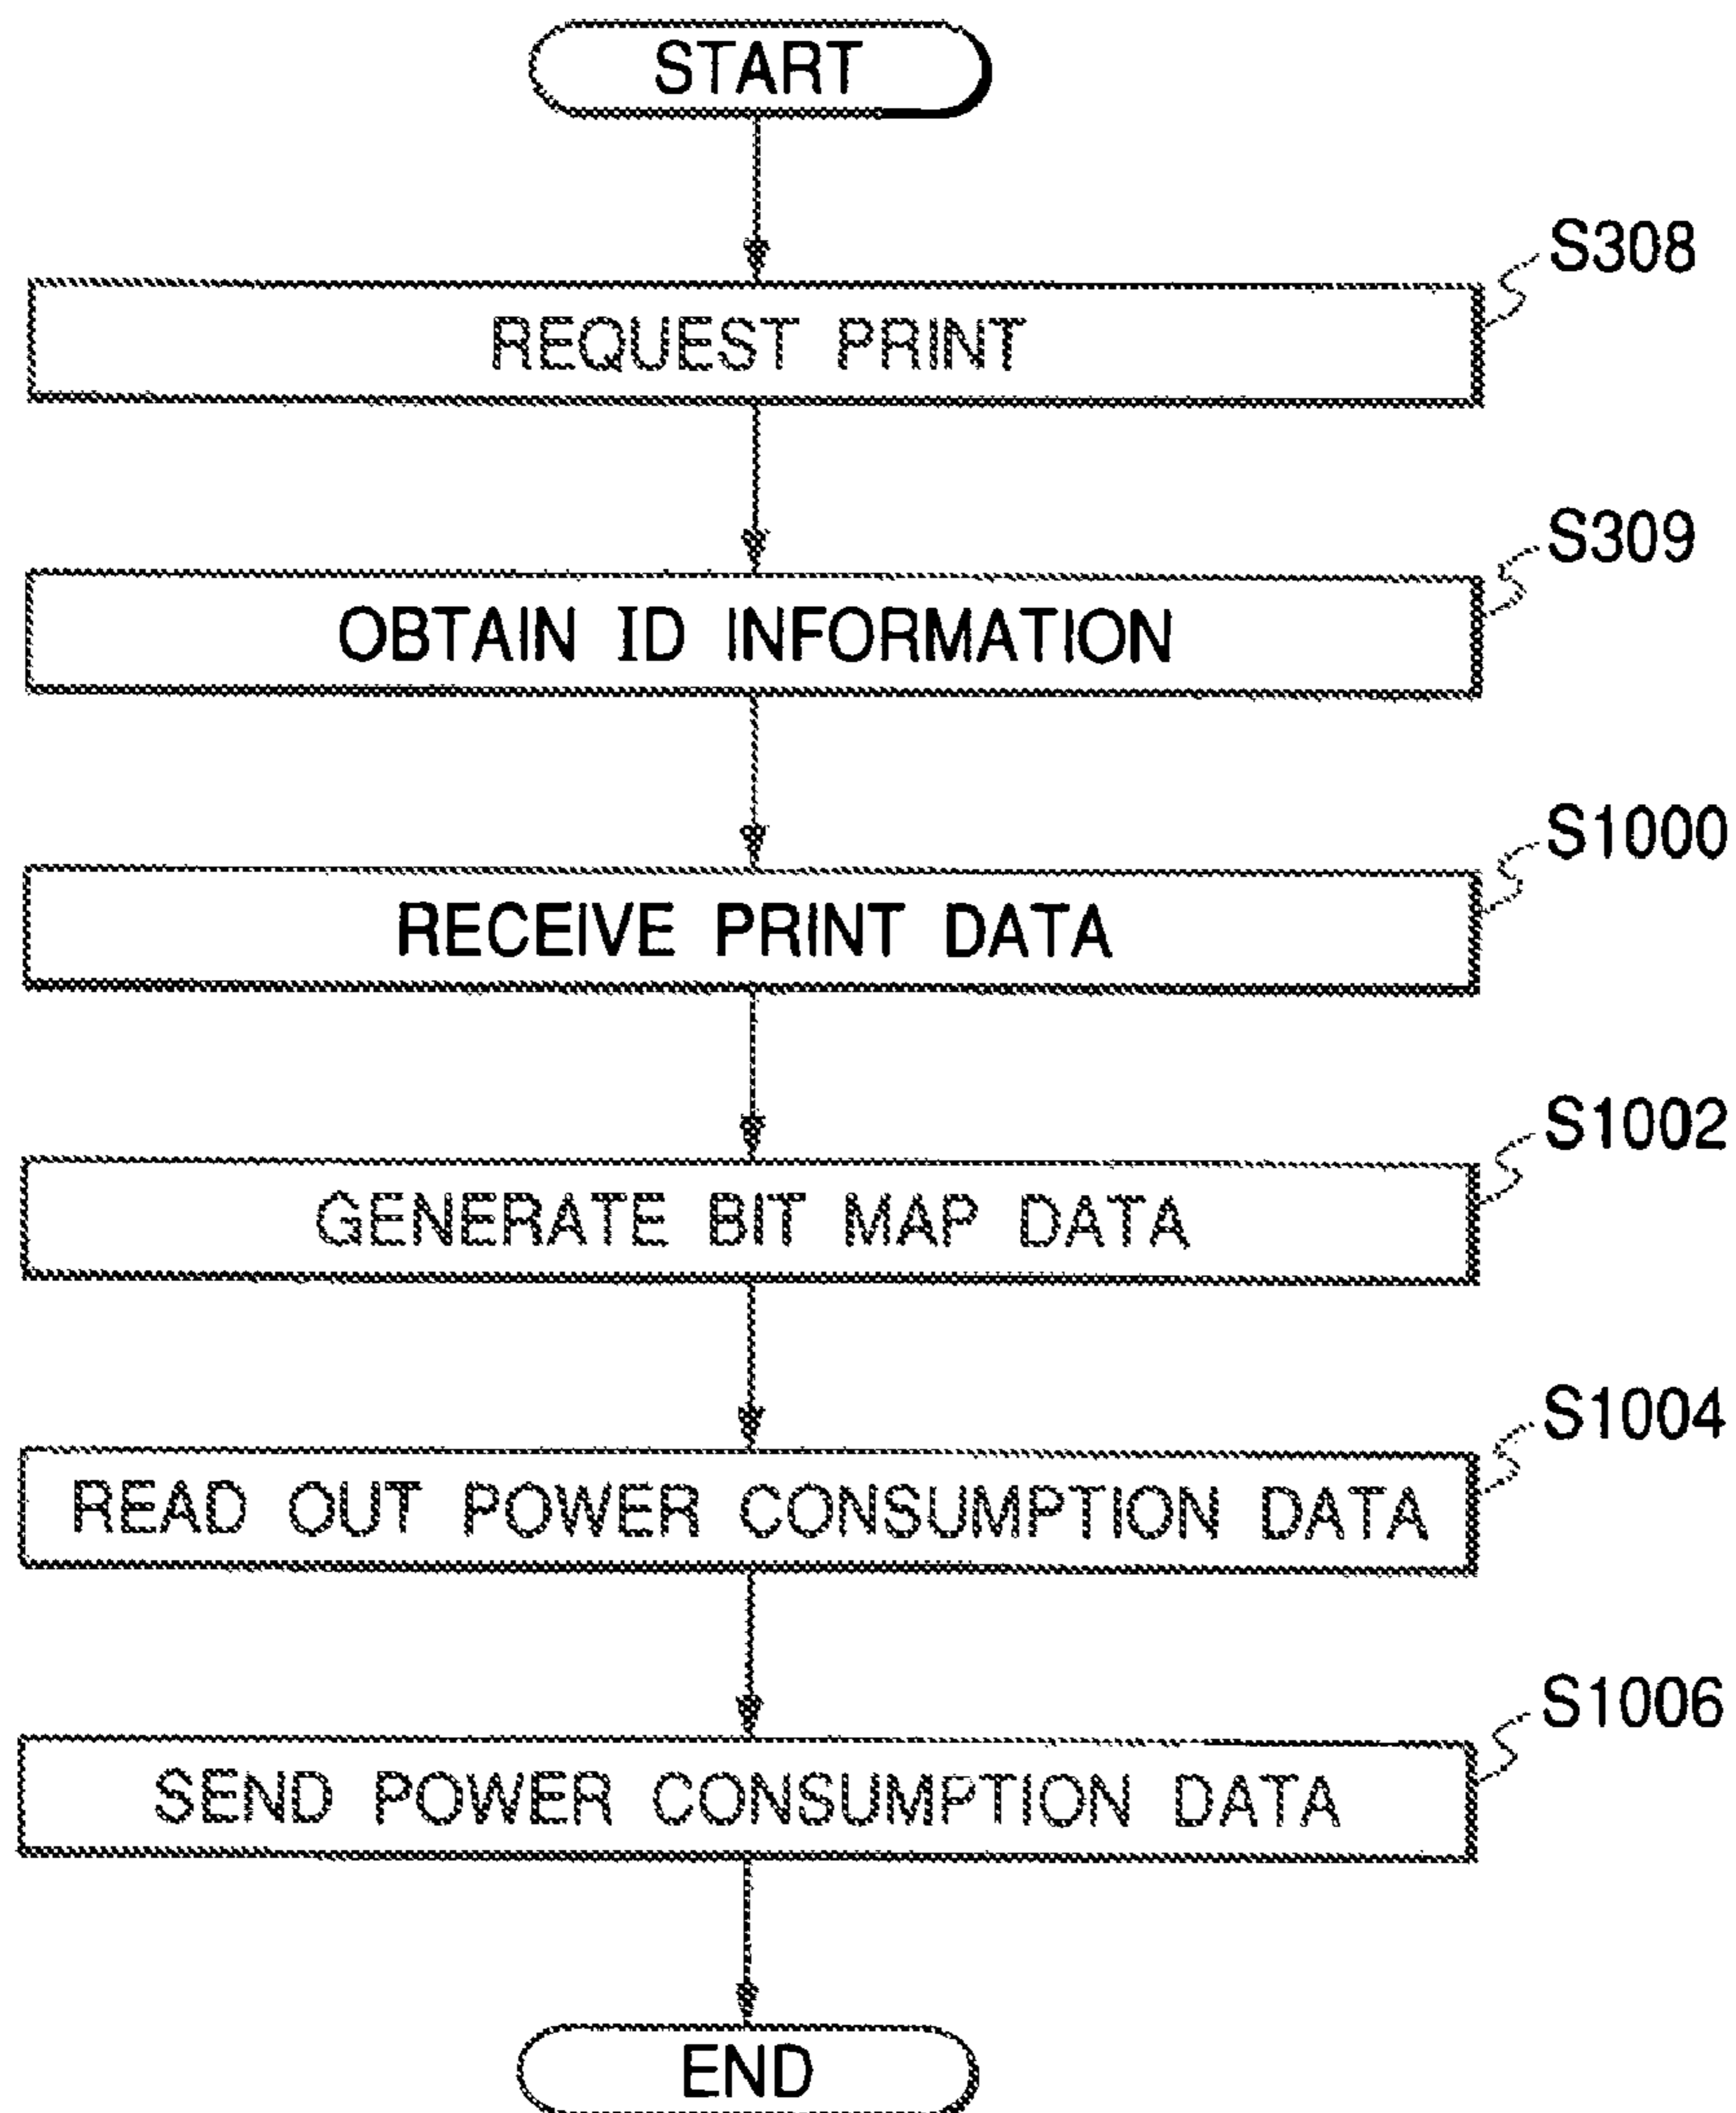 START
S308
REQUEST PRINT
S309
OBTAIN ID INFORMATION
S1000
RECEIVE PRINT DATA
S1002
GENERATE BIT MAP DATA
S1004
READ OUT POWER CONSUMPTION DATA
S1006
SEND POWER CONSUMPTION DATA
END